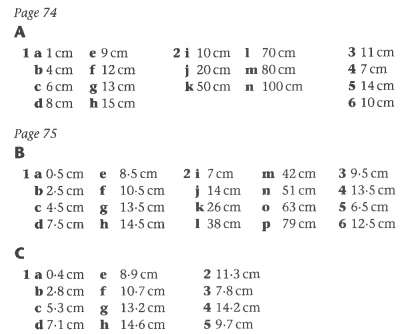 Page 74
A
1 a 1 cm e 9 cm 2 i 10 cm l 70 cm 3 11 cm
b 4 cm f 12 cm j 20 cm m 80 cm 4 7 cm
c 6 cm g 13 cm k 50 cm n 100 cm 5 14 cm
d 8 cm h 15 cm 6 10 cm
Page 75
B
1 a 0·5 cm e 8·5 cm 2 i 7 cm m 42 cm 3 9·5 cm
b 2·5 cm f 10·5 cm j 14 cm n 51 cm 4 13·5 cm
c 4·5 cm g 13·5 cm k 26 cm o 63 cm 5 6·5 cm
d 7·5 cm h 14·5 cm l 38 cm p 79 cm 6 12·5 cm
C
1 a 0·4 cm e 8·9 cm 2 11·3 cm
b 2·8 cm f 10·7 cm 3 7·8 cm
c 5·3 cm g 13·2 cm 4 14·2 cm
d 7·1 cm h 14·6 cm 5 9·7 cm